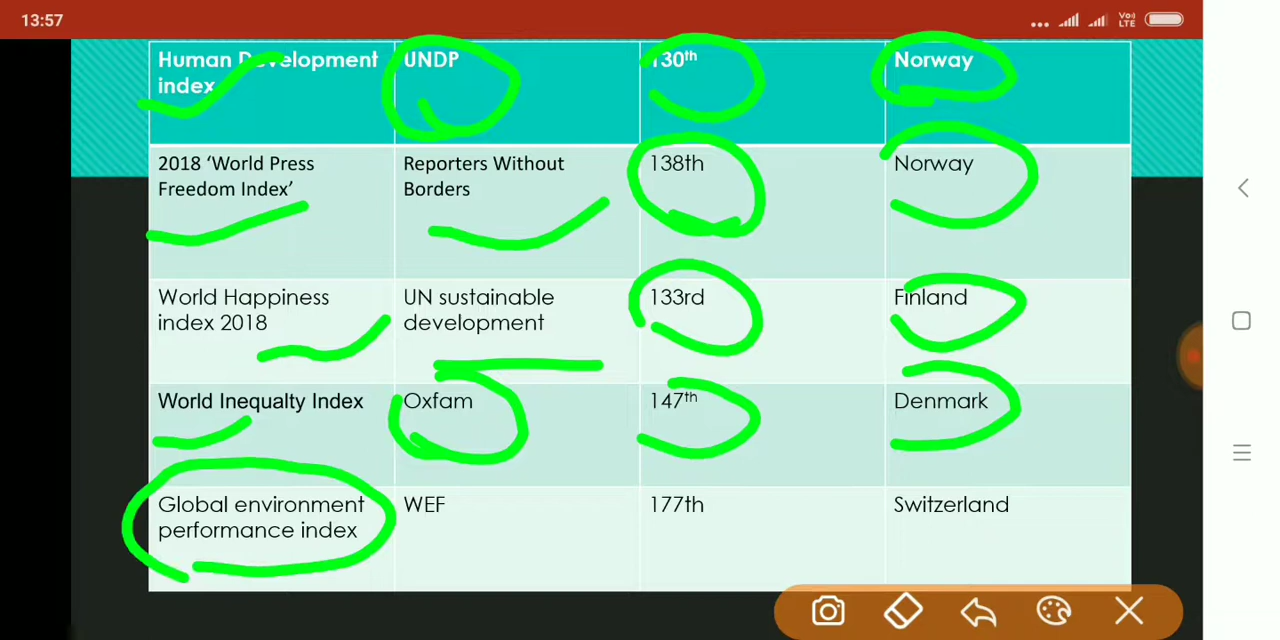 13:57
Vo) LTE
Human Development index
UNDP
130th
Norway
2018 ‘World Press Freedom Index’
Reporters Without Borders
138th
Norway
World Happiness index 2018
UN sustainable development
133rd
Finland
World Inequalty Index
Oxfam
147th
Denmark
Global environment performance index
WEF
177th
Switzerland